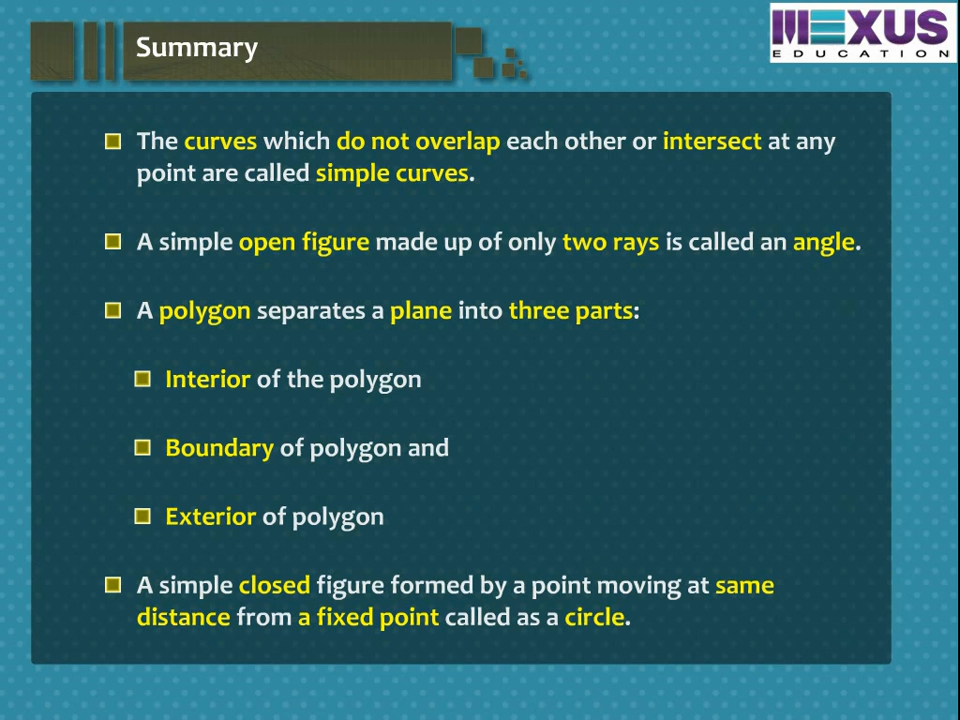 Summary
MEXUS
EDUCATION
The curves which do not overlap each other or intersect at any
point are called simple curves.
A simple open figure made up of only two rays is called an angle.
A polygon separates a plane into three parts:
Interior of the polygon
Boundary of polygon and
Exterior of polygon
A simple closed figure formed by a point moving at same
distance from a fixed point called as a circle.